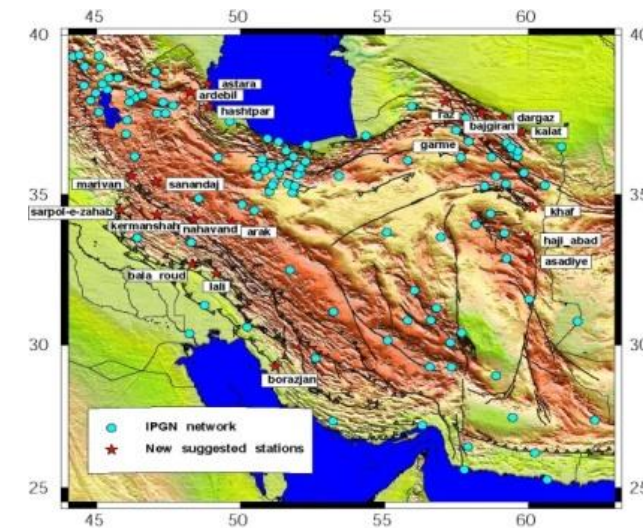 45 50 55 60
40 40
astara
ardebil
hashtpar
raz
dargaz
bajgiran
kalat
garme
35 35
marivan
sanandaj
sarpol-e-zahab
khaf
kermanshah
nahavand
arak
haji_abad
asadiye
bala_roud
lali
30 30
borazjan
IPGN network
New suggested stations
25 25
45 50 55 60